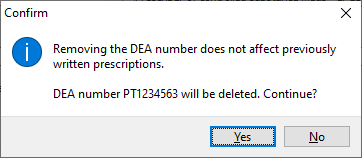 Confirm
Removing the DEA number does not affect previously
written prescriptions.
DEA number PT1234563 will be deleted. Continue?
Yes
No